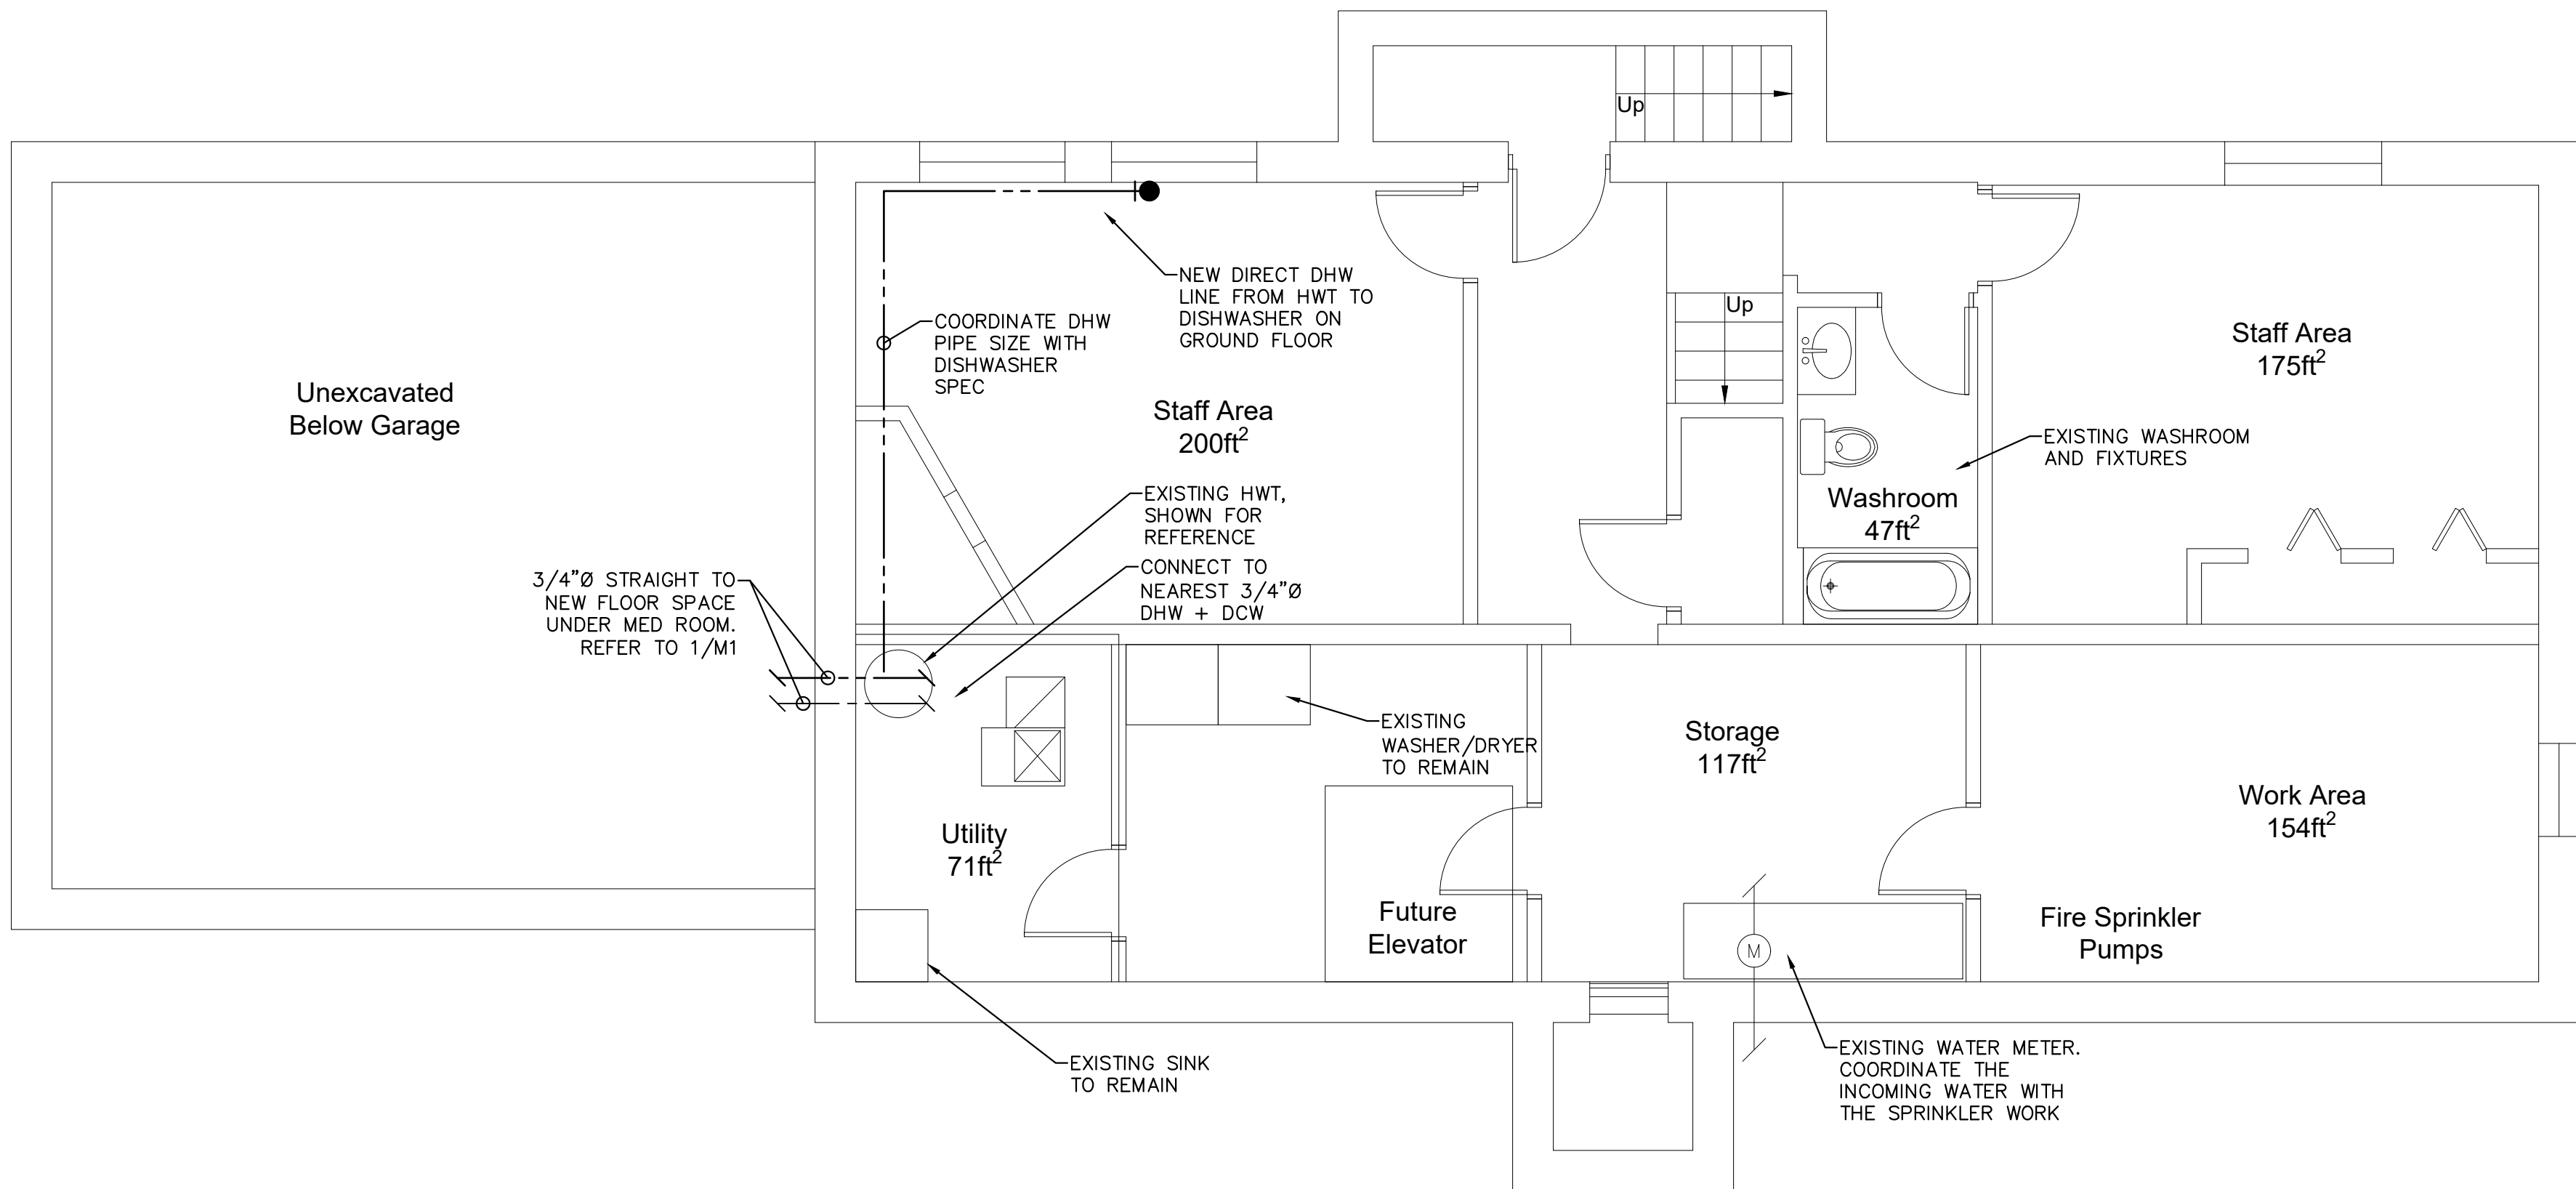 Up
NEW DIRECT DHW
LINE FROM HWT TO
DISHWASHER ON
GROUND FLOOR
COORDINATE DHW
PIPE SIZE WITH
DISHWASHER
SPEC
Up
Staff Area
175ft²
Unexcavated
Below Garage
Staff Area
200ft²
EXISTING WASHROOM
AND FIXTURES
EXISTING HWT,
SHOWN FOR
REFERENCE
Washroom
47ft²
CONNECT TO
NEAREST 3/4"Ø
DHW + DCW
3/4"Ø STRAIGHT TO
NEW FLOOR SPACE
UNDER MED ROOM.
REFER TO 1/M1
EXISTING
WASHER/DRYER
TO REMAIN
Storage
117ft²
Work Area
154ft²
Utility
71ft²
Future
Elevator
Fire Sprinkler
Pumps
M
EXISTING SINK
TO REMAIN
EXISTING WATER METER.
COORDINATE THE
INCOMING WATER WITH
THE SPRINKLER WORK